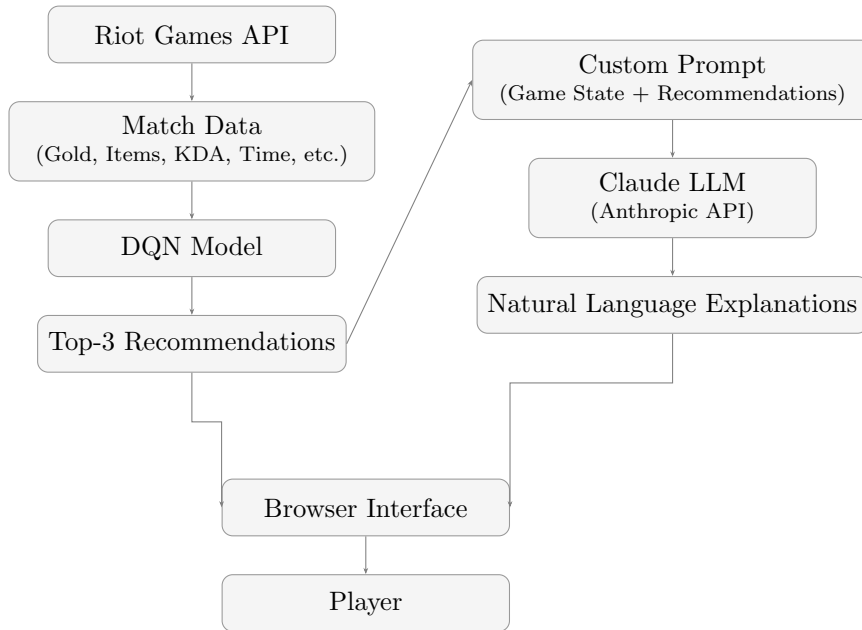 Riot Games API
Match Data
(Gold, Items, KDA, Time, etc.)
DQN Model
Top-3 Recommendations
Custom Prompt
(Game State + Recommendations)
Claude LLM
(Anthropic API)
Natural Language Explanations
Browser Interface
Player